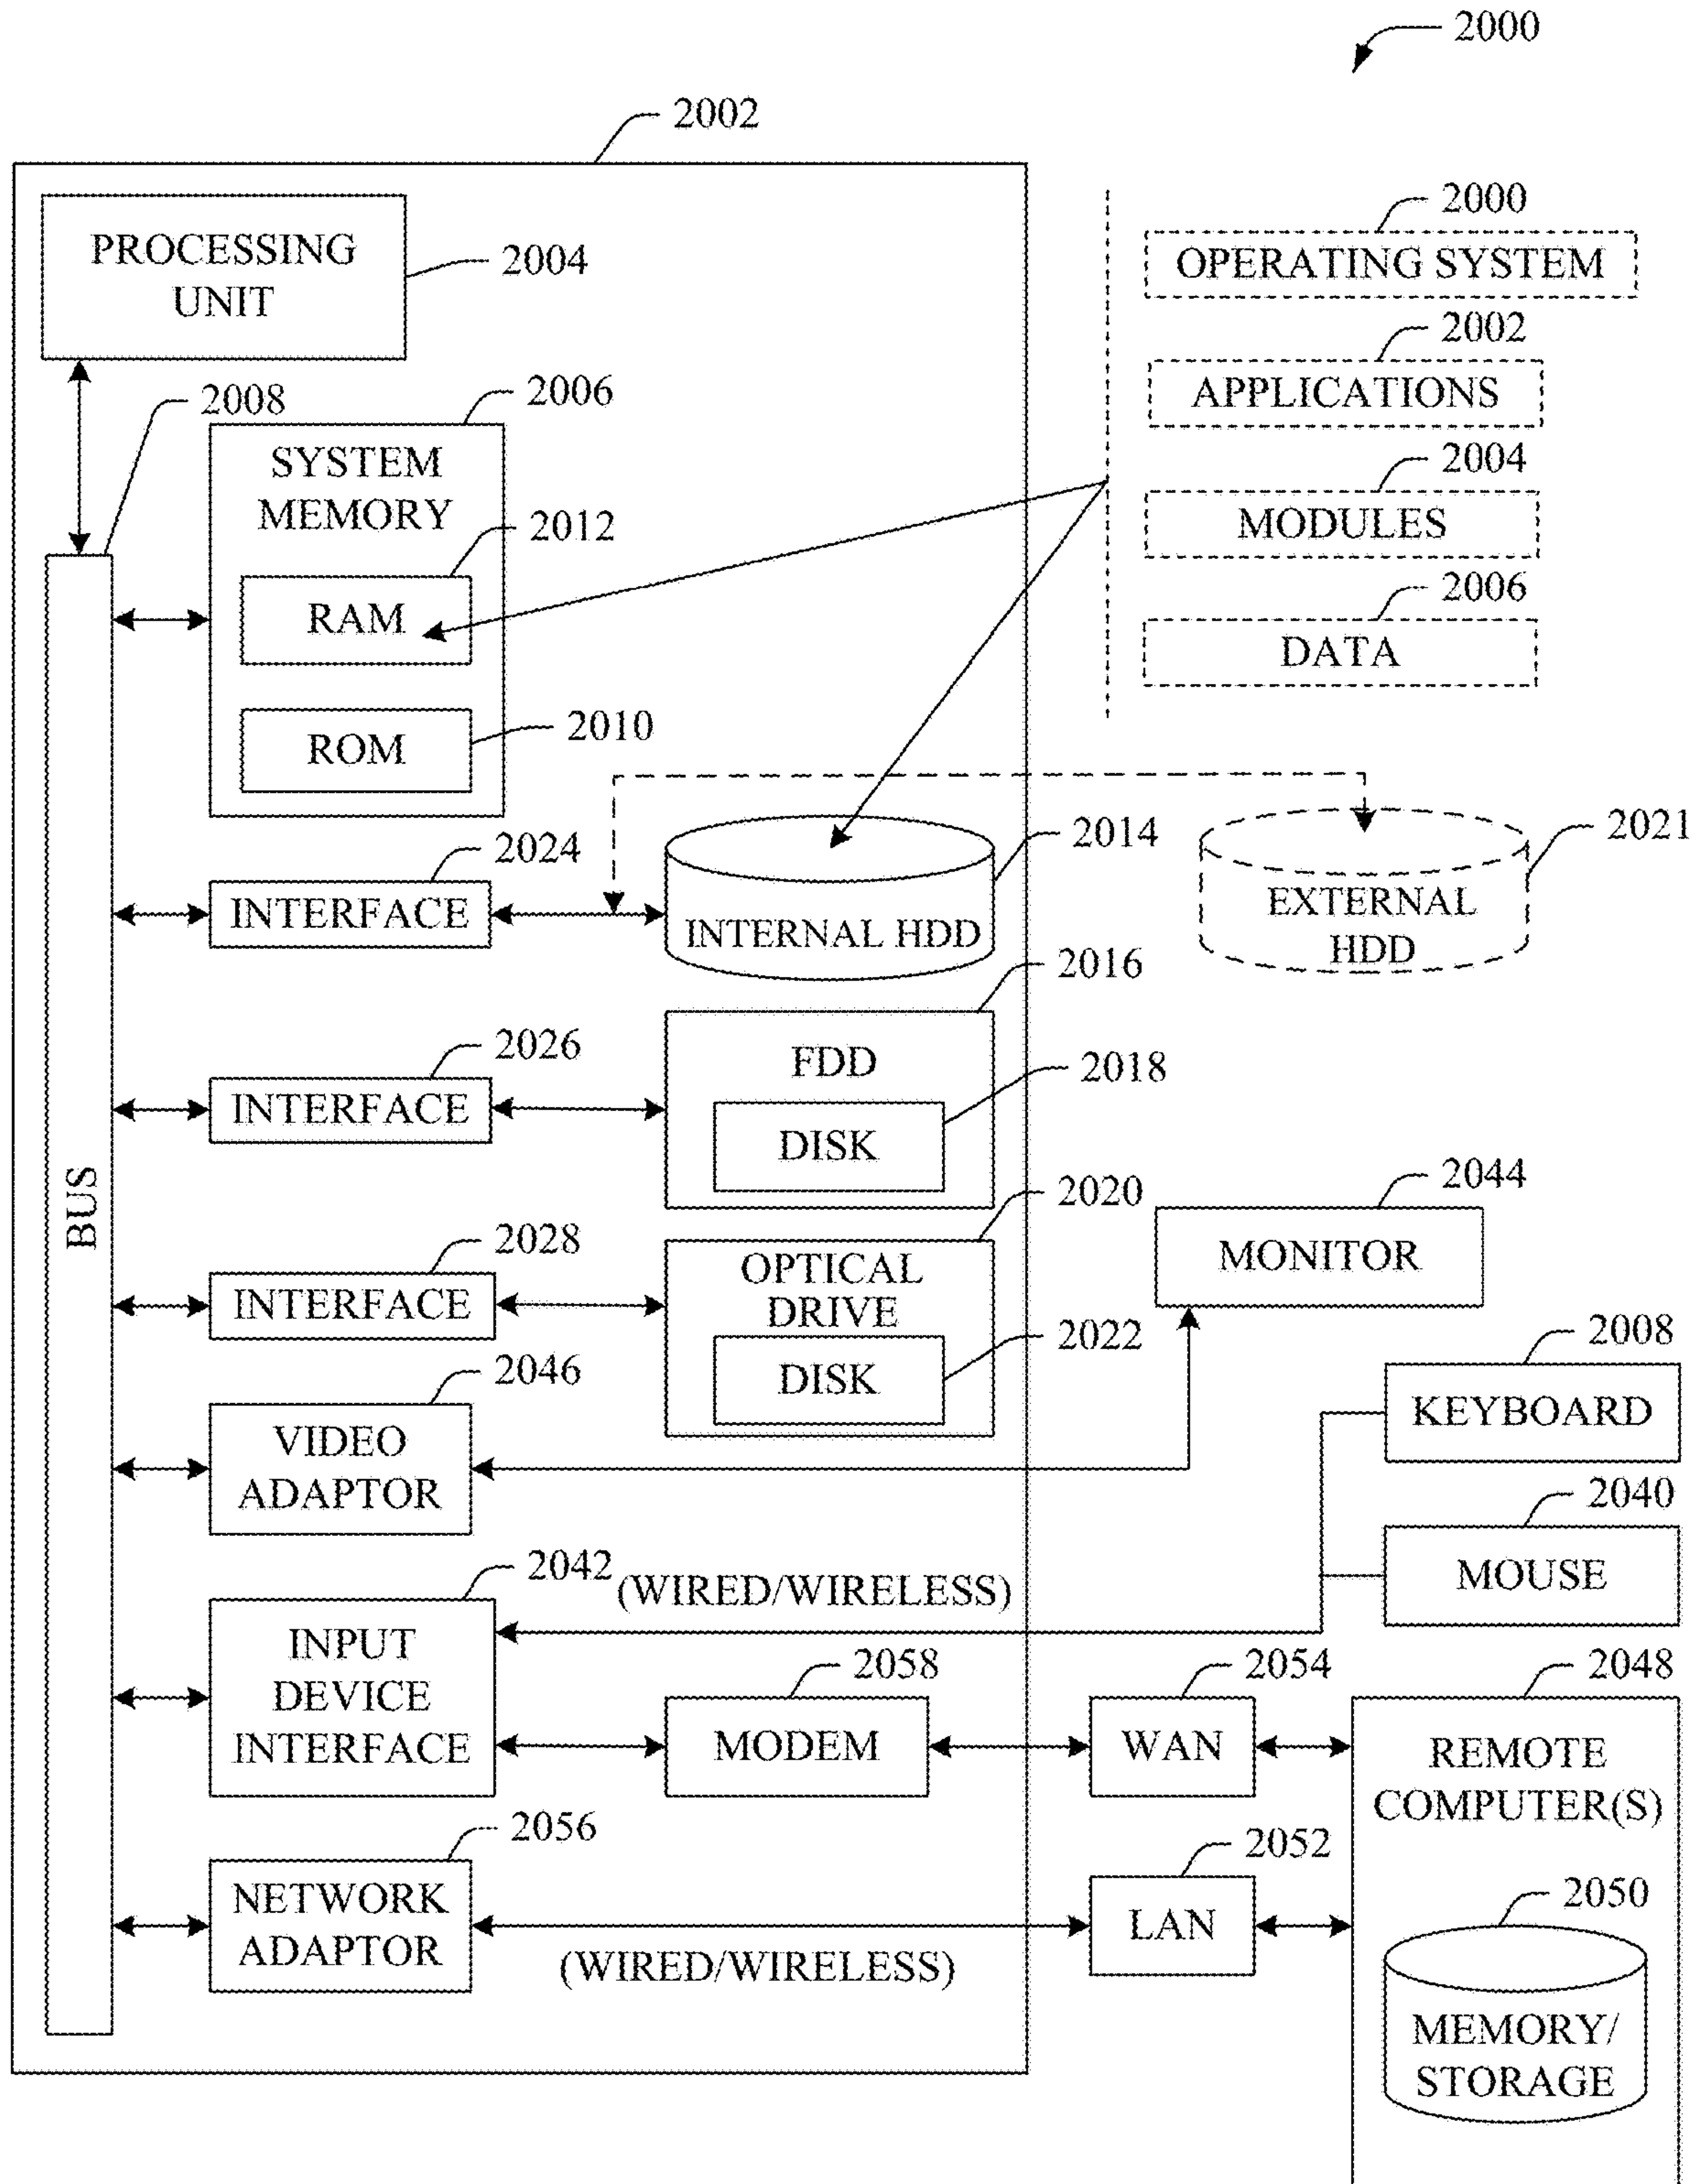 2000
2002
PROCESSING
UNIT
2004
2008
2006
SYSTEM
MEMORY
2012
RAM
2010
ROM
2000
OPERATING SYSTEM
2002
APPLICATIONS
2004
MODULES
2006
DATA
2024
INTERFACE
2014
INTERNAL HDD
2021
EXTERNAL
HDD
2026
INTERFACE
2016
FDD
2018
DISK
BUS
2028
INTERFACE
2020
OPTICAL
DRIVE
2022
DISK
2044
MONITOR
2046
VIDEO
ADAPTOR
2008
KEYBOARD
2040
MOUSE
2042
(WIRED/WIRELESS)
INPUT
DEVICE
INTERFACE
2058
MODEM
2054
WAN
2048
REMOTE
COMPUTER(S)
2056
NETWORK
ADAPTOR
(WIRED/WIRELESS)
2052
LAN
2050
MEMORY/
STORAGE